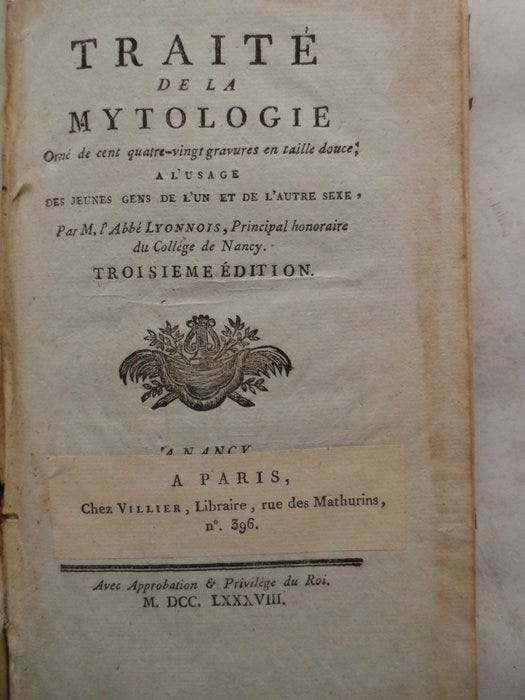 TRAITÉ
DE LA
MYTOLOGIE
Orné de cent quatre-vingt gravures en taille douce;
A L'USAGE
DES JEUNES GENS DE L'UN ET DE L'AUTRE SEXE,
Par M. l'Abbé LYONNOIS, Principal honoraire
du Collége de Nancy.
TROISIEME ÉDITION.
A NANCY
A PARIS,
Chez VILLIER, Libraire, rue des Mathurins,
n°. 396.
Avec Approbation & Privilége du Roi.
M. DCC. LXXXVIII.